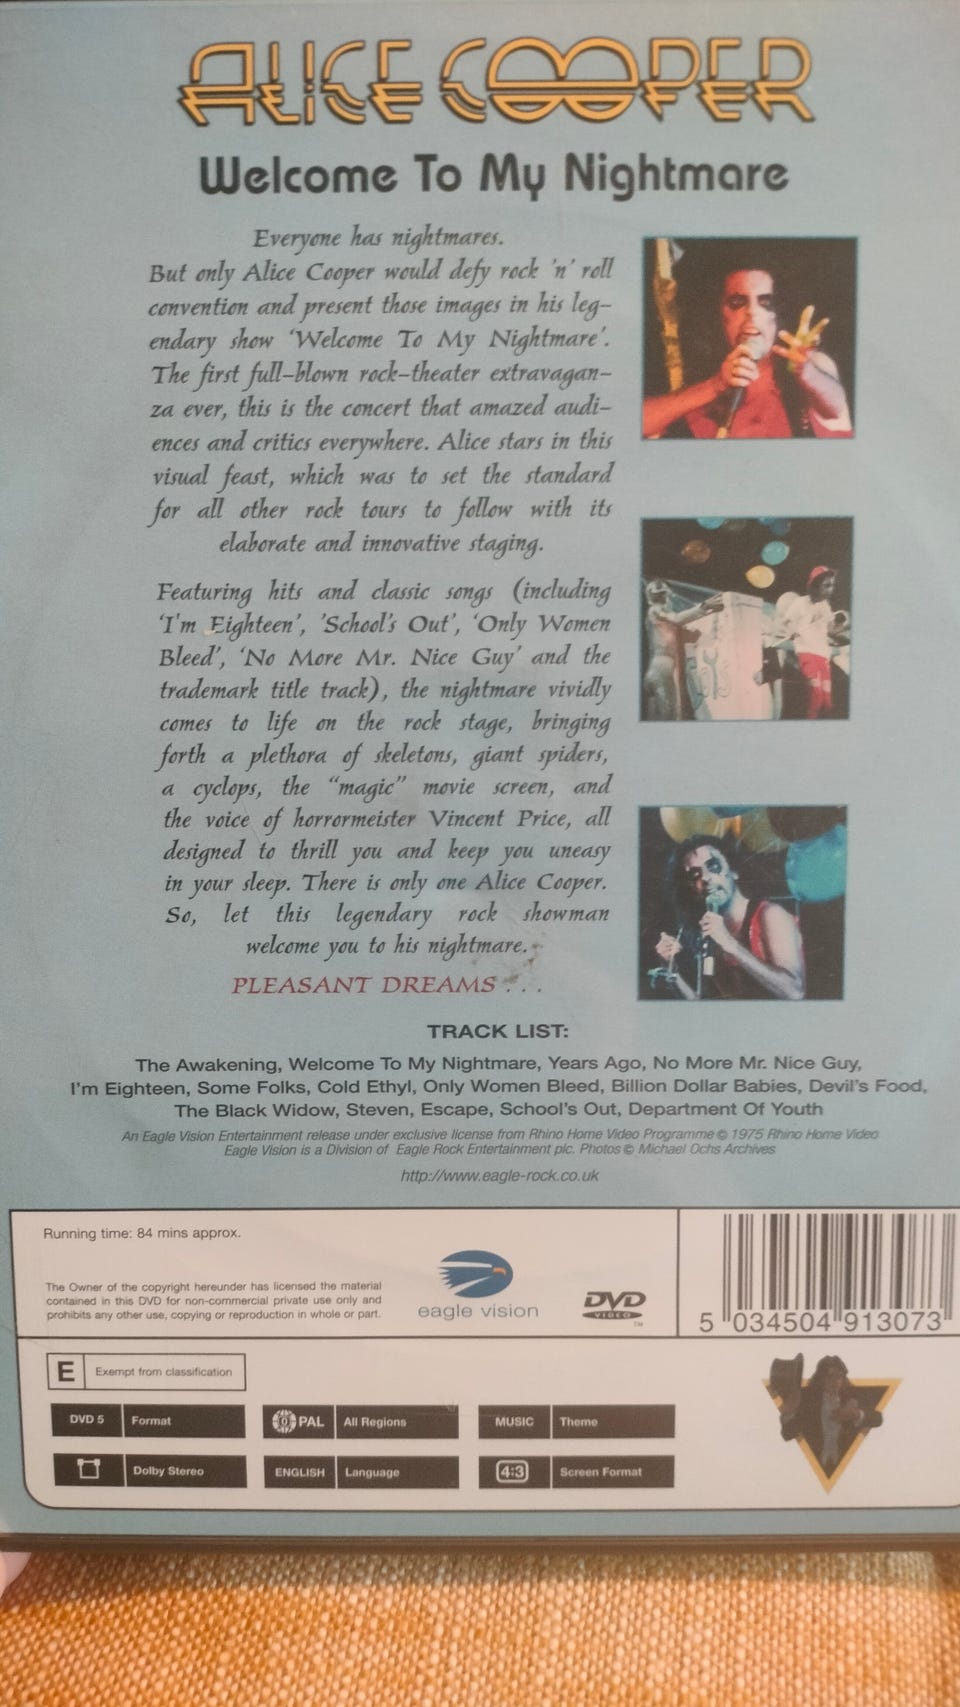 ALICE COOPER
Welcome To My Nightmare
Everyone has nightmares.
But only Alice Cooper would defy rock 'n' roll
convention and present those images in his leg–
endary show ‘Welcome To My Nightmare’.
The first full–blown rock–theater extravagan–
za ever, this is the concert that amazed audi–
ences and critics everywhere. Alice stars in this
visual feast, which was to set the standard
for all other rock tours to follow with its
elaborate and innovative staging.
Featuring hits and classic songs (including
‘I'm Eighteen’, ’School’s Out’, ‘Only Women
Bleed’, ‘No More Mr. Nice Guy’ and the
trademark title track), the nightmare vividly
comes to life on the rock stage, bringing
forth a plethora of skeletons, giant spiders,
a cyclops, the “magic” movie screen, and
the voice of horrormeister Vincent Price, all
designed to thrill you and keep you uneasy
in your sleep. There is only one Alice Cooper.
So, let this legendary rock showman
welcome you to his nightmare.
PLEASANT DREAMS . . .
TRACK LIST:
The Awakening, Welcome To My Nightmare, Years Ago, No More Mr. Nice Guy,
I'm Eighteen, Some Folks, Cold Ethyl, Only Women Bleed, Billion Dollar Babies, Devil's Food,
The Black Widow, Steven, Escape, School's Out, Department Of Youth
An Eagle Vision Entertainment release under exclusive license from Rhino Home Video Programme © 1975 Rhino Home Video
Eagle Vision is a Division of Eagle Rock Entertainment plc. Photos © Michael Ochs Archives
http://www.eagle-rock.co.uk
Running time: 84 mins approx.
The Owner of the copyright hereunder has licensed the material
contained in this DVD for non-commercial private use only and
prohibits any other use, copying or reproduction in whole or part.
eagle vision
DVD
VIDEO
TM
5 034504 913073
E Exempt from classification
DVD 5 Format
0 PAL All Regions
MUSIC Theme
Dolby Stereo
ENGLISH Language
4:3 Screen Format